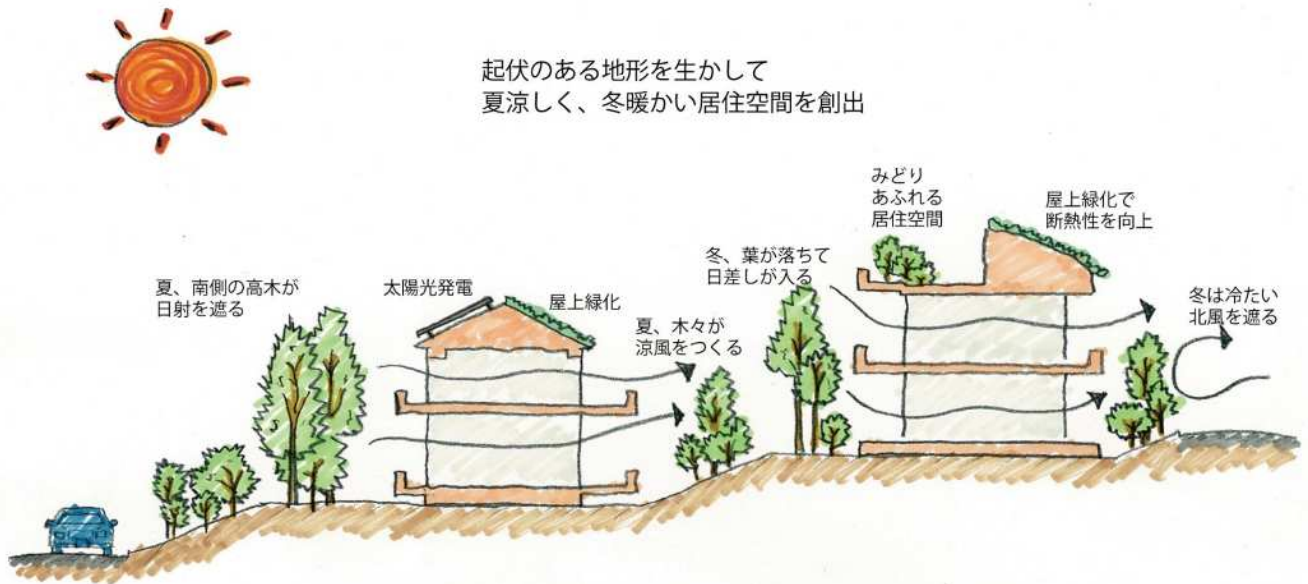 起伏のある地形を生かして
夏涼しく、冬暖かい居住空間を創出
みどり
あふれる
居住空間
屋上緑化で
断熱性を向上
冬、葉が落ちて
日差しが入る
夏、南側の高木が
日射を遮る
太陽光発電
屋上緑化
夏、木々が
涼風をつくる
冬は冷たい
北風を遮る